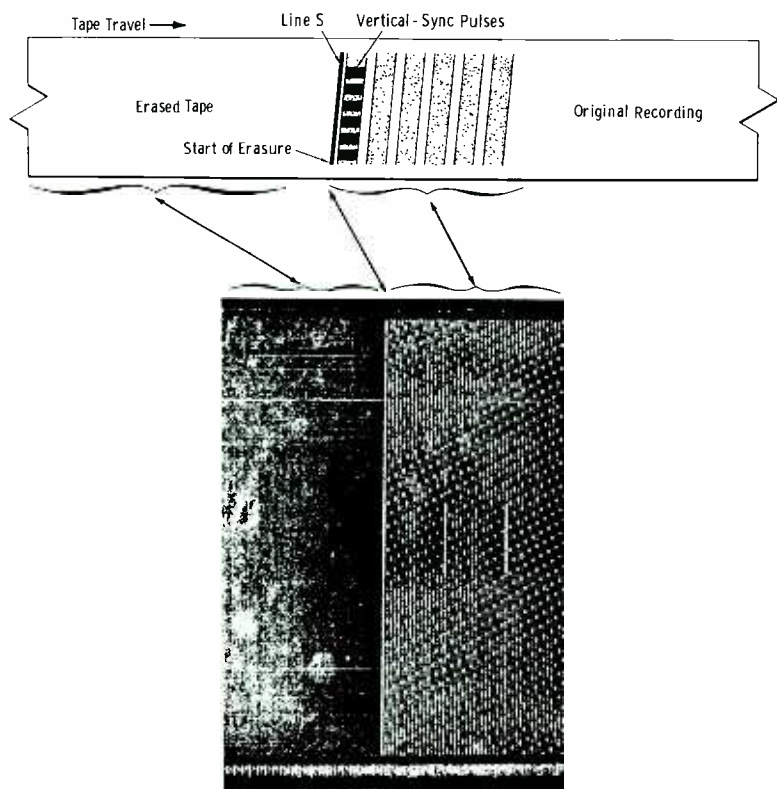 Tape Travel
Line S
Vertical-Sync Pulses
Erased Tape
Original Recording
Start of Erasure